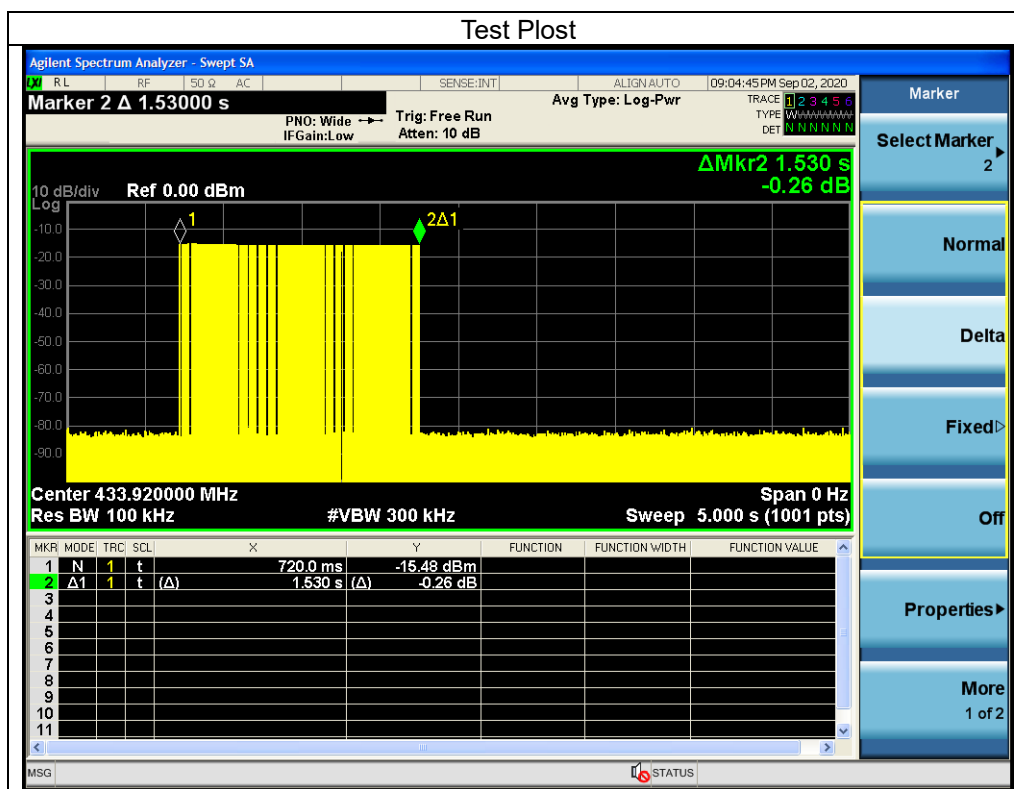 Test Plost
Agilent Spectrum Analyzer - Swept SA
LXI RL RF 50 Ω AC SENSE:INT ALIGN AUTO 09:04:45 PM Sep 02, 2020
Marker 2 Δ 1.53000 s
PNO: Wide
IFGain:Low
Trig: Free Run
Atten: 10 dB
Avg Type: Log-Pwr
TRACE 1 2 3 4 5 6
TYPE WWWWWW
DET N N N N N N
ΔMkr2 1.530 s
-0.26 dB
10 dB/div Ref 0.00 dBm
Log
1
2Δ1
-10.0
-20.0
-30.0
-40.0
-50.0
-60.0
-70.0
-80.0
-90.0
Center 433.920000 MHz Span 0 Hz
Res BW 100 kHz #VBW 300 kHz Sweep 5.000 s (1001 pts)
MKR MODE TRC SCL X Y FUNCTION FUNCTION WIDTH FUNCTION VALUE
1 N 1 t 720.0 ms -15.48 dBm
2 Δ1 1 t (Δ) 1.530 s (Δ) -0.26 dB
3
4
5
6
7
8
9
10
11
MSG STATUS
Marker
Select Marker
2
Normal
Delta
Fixed
Off
Properties
More
1 of 2